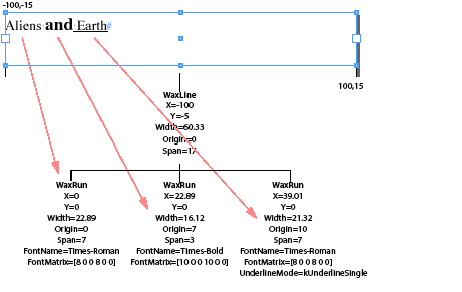 -100,-15
Aliens and Earth#
100,15
WaxLine
X=-100
Y=-5
Width=60.33
Origin=0
Span=17
WaxRun
X=0
Y=0
Width=22.89
Origin=0
Span=7
FontName=Times-Roman
FontMatrix=[8 0 0 8 0 0]
WaxRun
X=22.89
Y=0
Width=16.12
Origin=7
Span=3
FontName=Times-Bold
FontMatrix=[10 0 0 10 0 0]
WaxRun
X=39.01
Y=0
Width=21.32
Origin=10
Span=7
FontName=Times-Roman
FontMatrix=[8 0 0 8 0 0]
UnderlineMode=kUnderlineSingle